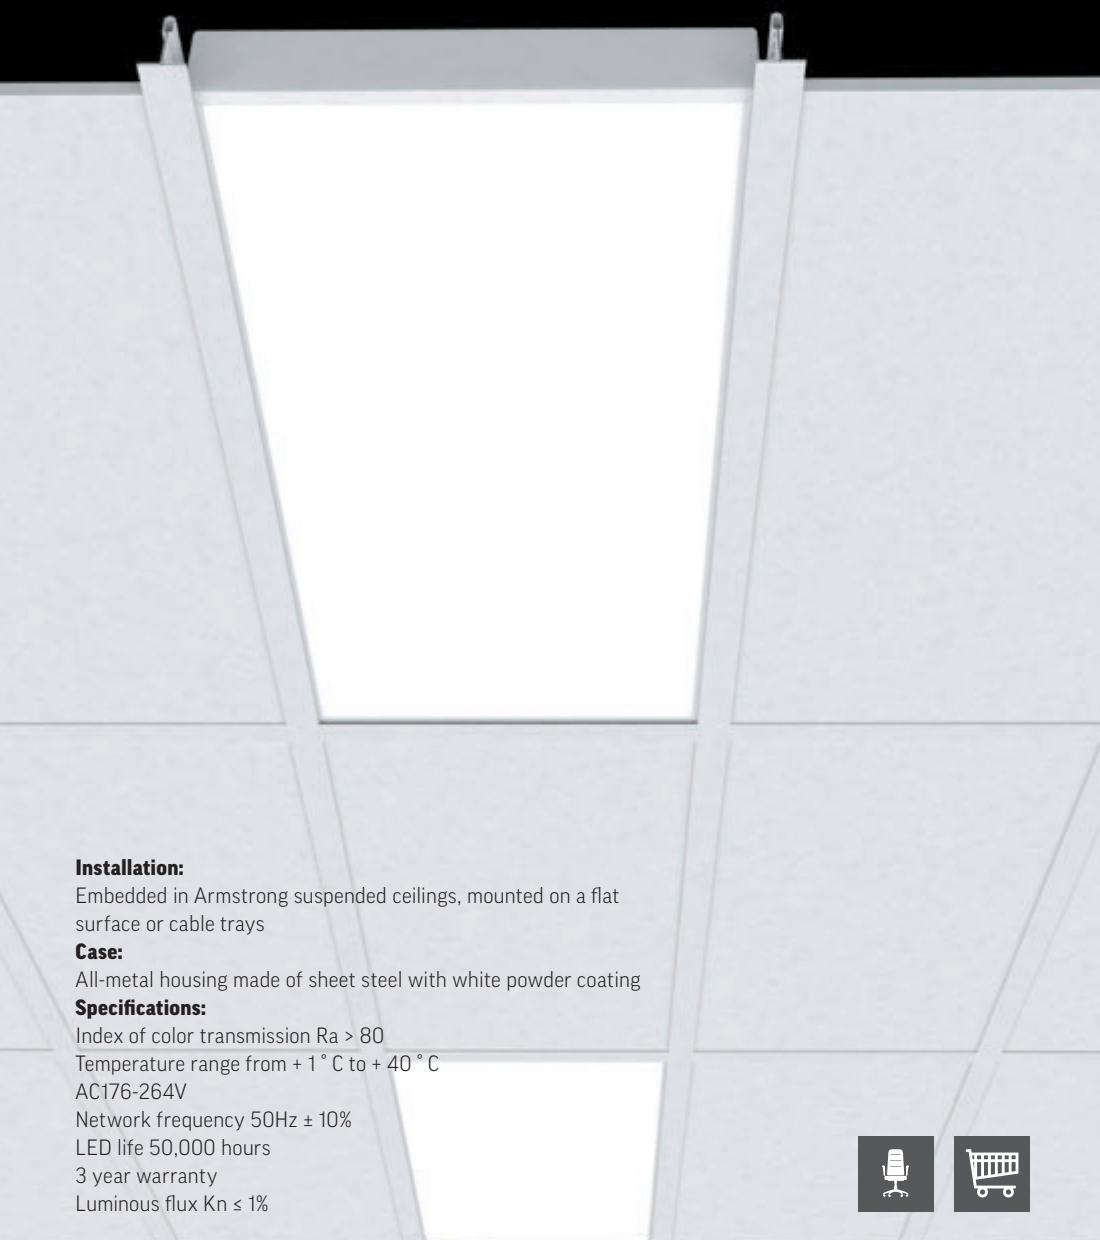 Installation:
Embedded in Armstrong suspended ceilings, mounted on a flat
surface or cable trays
Case:
All-metal housing made of sheet steel with white powder coating
Specifications:
Index of color transmission Ra > 80
Temperature range from + 1 ˚ C to + 40 ˚ C
AC176-264V
Network frequency 50Hz ± 10%
LED life 50,000 hours
3 year warranty
Luminous flux Kn ≤ 1%